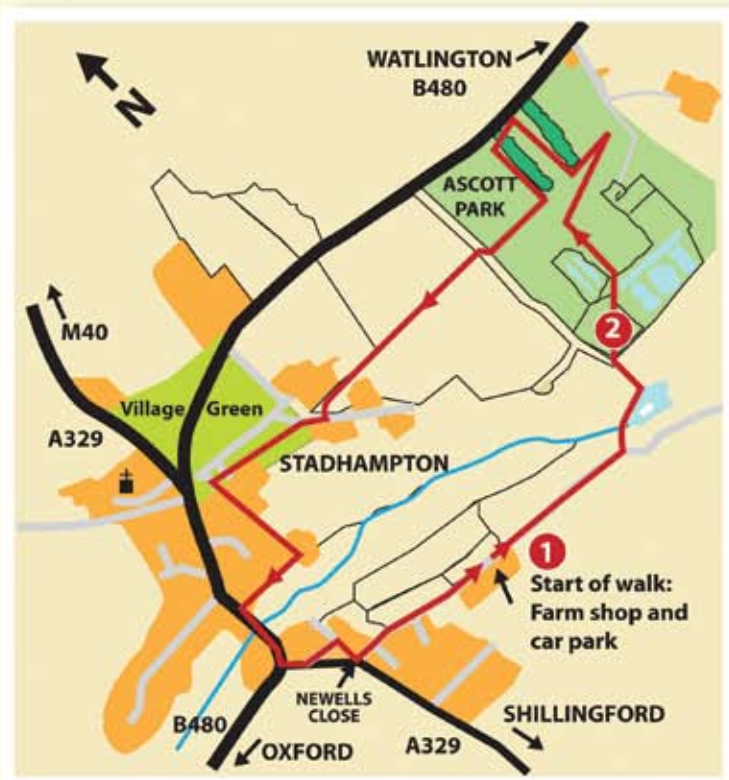 WATLINGTON
B480
N
ASCOTT
PARK
M40
Village Green
A329
STADHAMPTON
2
1
Start of walk:
Farm shop and
car park
NEWELLS
CLOSE
SHILLINGFORD
B480
OXFORD
A329